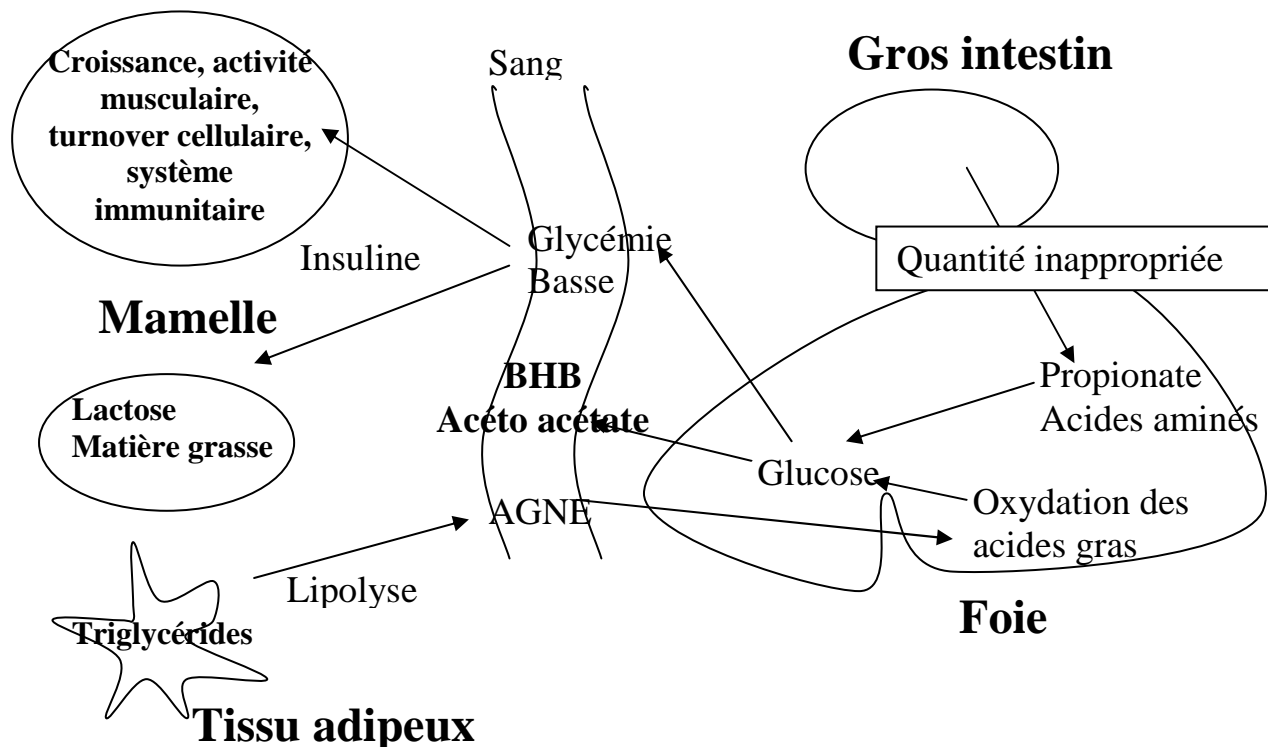 Croissance, activité
musculaire,
turnover cellulaire,
système
immunitaire
Sang
Gros intestin
Glycémie
Basse
Insuline
Quantité inappropriée
Mamelle
BHB
Acéto acétate
Propionate
Acides aminés
Lactose
Matière grasse
Glucose
Oxydation des
acides gras
AGNE
Lipolyse
Foie
Triglycérides
Tissu adipeux